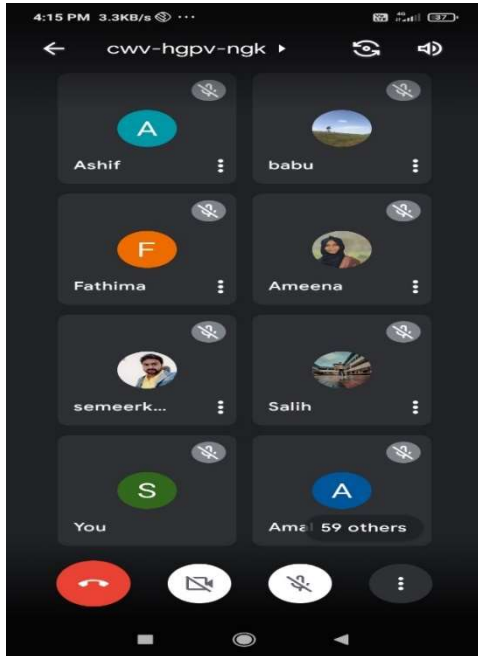 4:15 PM 3.3KB/s ··· 4G 37
cwv-hgpv-ngk
A
Ashif
babu
F
Fathima
Ameena
semeerk...
Salih
S
You
A
Ama 59 others